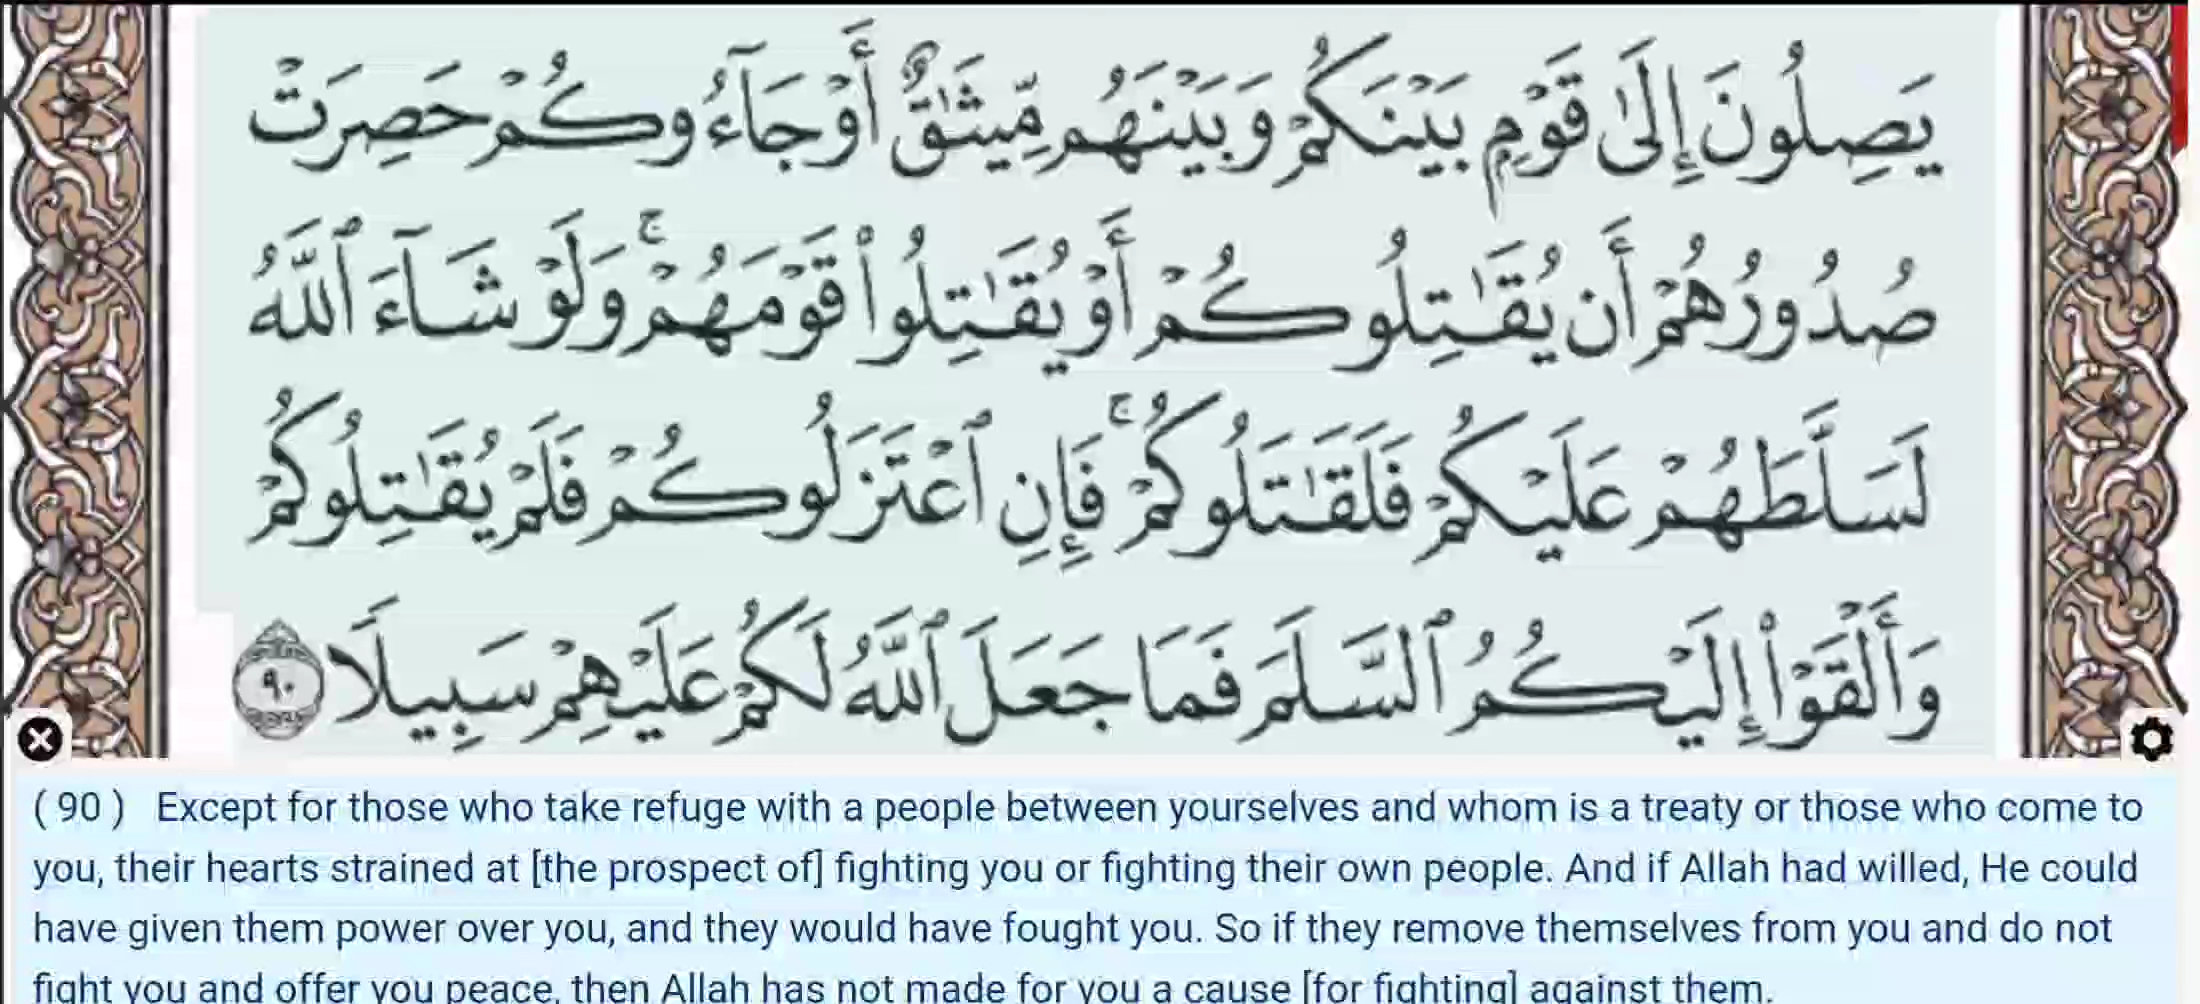 يَصِلُونَ إِلَىٰ قَوْمِۭ بَيْنَكُمْ وَبَيْنَهُم مِّيثَٰقٌ أَوْ جَآءُوكُمْ حَصِرَتْ
صُدُورُهُمْ أَن يُقَٰتِلُوكُمْ أَوْ يُقَٰتِلُوا۟ قَوْمَهُمْ ۚ وَلَوْ شَآءَ ٱللَّهُ
لَسَلَّطَهُمْ عَلَيْكُمْ فَلَقَٰتَلُوكُمْ ۚ فَإِنِ ٱعْتَزَلُوكُمْ فَلَمْ يُقَٰتِلُوكُمْ
وَأَلْقَوْا۟ إِلَيْكُمُ ٱلسَّلَمَ فَمَا جَعَلَ ٱللَّهُ لَكُمْ عَلَيْهِمْ سَبِيلًا ٩٠
( 90 ) Except for those who take refuge with a people between yourselves and whom is a treaty or those who come to
you, their hearts strained at [the prospect of] fighting you or fighting their own people. And if Allah had willed, He could
have given them power over you, and they would have fought you. So if they remove themselves from you and do not
fight you and offer you peace, then Allah has not made for you a cause [for fighting] against them.